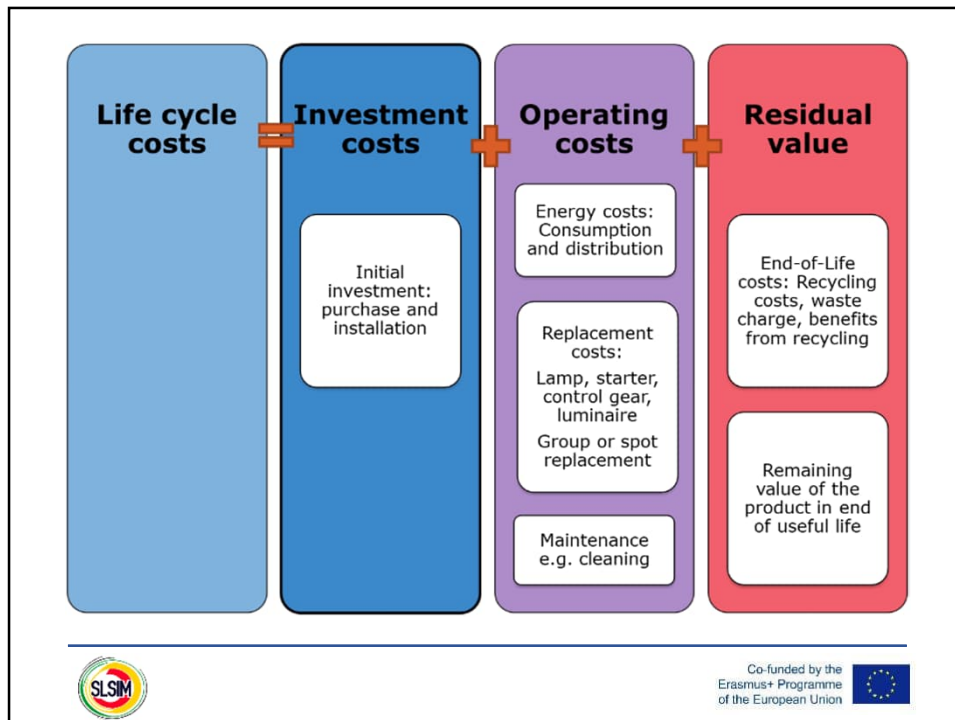 Life cycle
costs
=
Investment
costs
+
Operating
costs
+
Residual
value
Initial
investment:
purchase and
installation
Energy costs:
Consumption
and distribution
Replacement
costs:
Lamp, starter,
control gear,
luminaire
Group or spot
replacement
Maintenance
e.g. cleaning
End-of-Life
costs: Recycling
costs, waste
charge, benefits
from recycling
Remaining
value of the
product in end
of useful life
SLSIM
Co-funded by the
Erasmus+ Programme
of the European Union